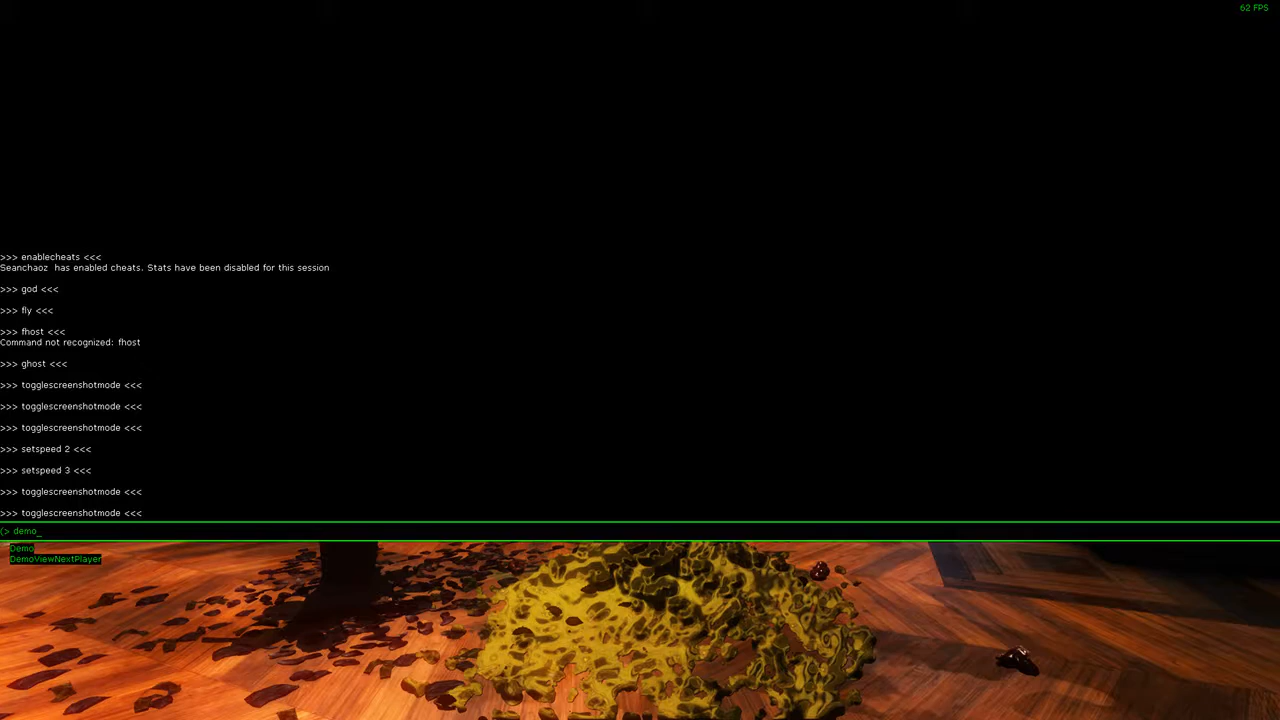 62 FPS
>>> enablecheats <<<
Seanchaoz  has enabled cheats. Stats have been disabled for this session
>>> god <<<
>>> fly <<<
>>> fhost <<<
Command not recognized: fhost
>>> ghost <<<
>>> togglescreenshotmode <<<
>>> togglescreenshotmode <<<
>>> togglescreenshotmode <<<
>>> setspeed 2 <<<
>>> setspeed 3 <<<
>>> togglescreenshotmode <<<
>>> togglescreenshotmode <<<
(> demo_
Demo
DemoViewNextPlayer